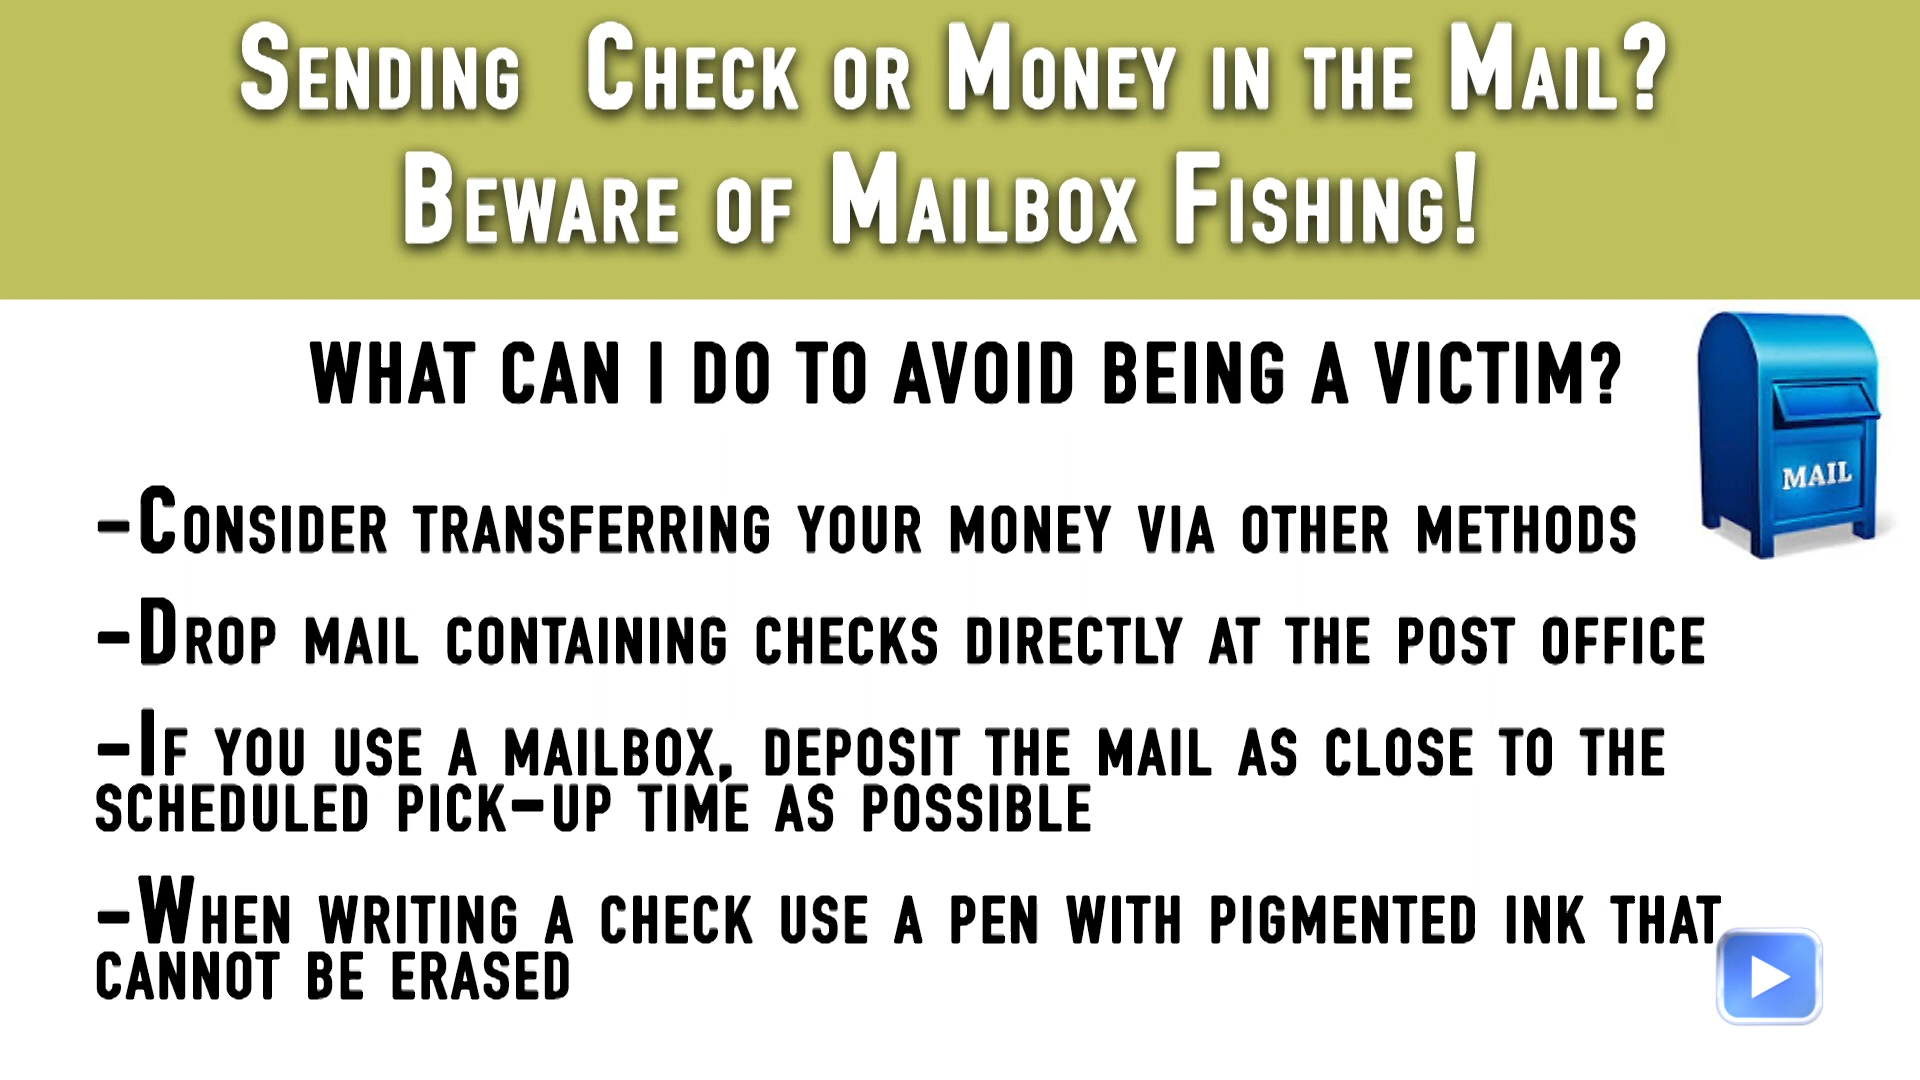 Sending  Check or Money in the Mail?
Beware of Mailbox Fishing!
WHAT CAN I DO TO AVOID BEING A VICTIM?
MAIL
-Consider transferring your money via other methods
-Drop mail containing checks directly at the post office
-If you use a mailbox, deposit the mail as close to the
scheduled pick-up time as possible
-When writing a check use a pen with pigmented ink that
cannot be erased